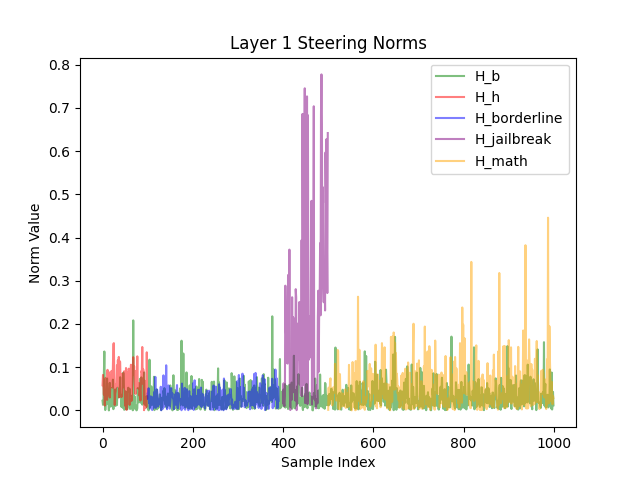 Layer 1 Steering Norms
0.8
0.7
0.6
0.5
0.4
0.3
0.2
0.1
0.0
Norm Value
H_b
H_h
H_borderline
H_jailbreak
H_math
0
200
400
600
800
1000
Sample Index